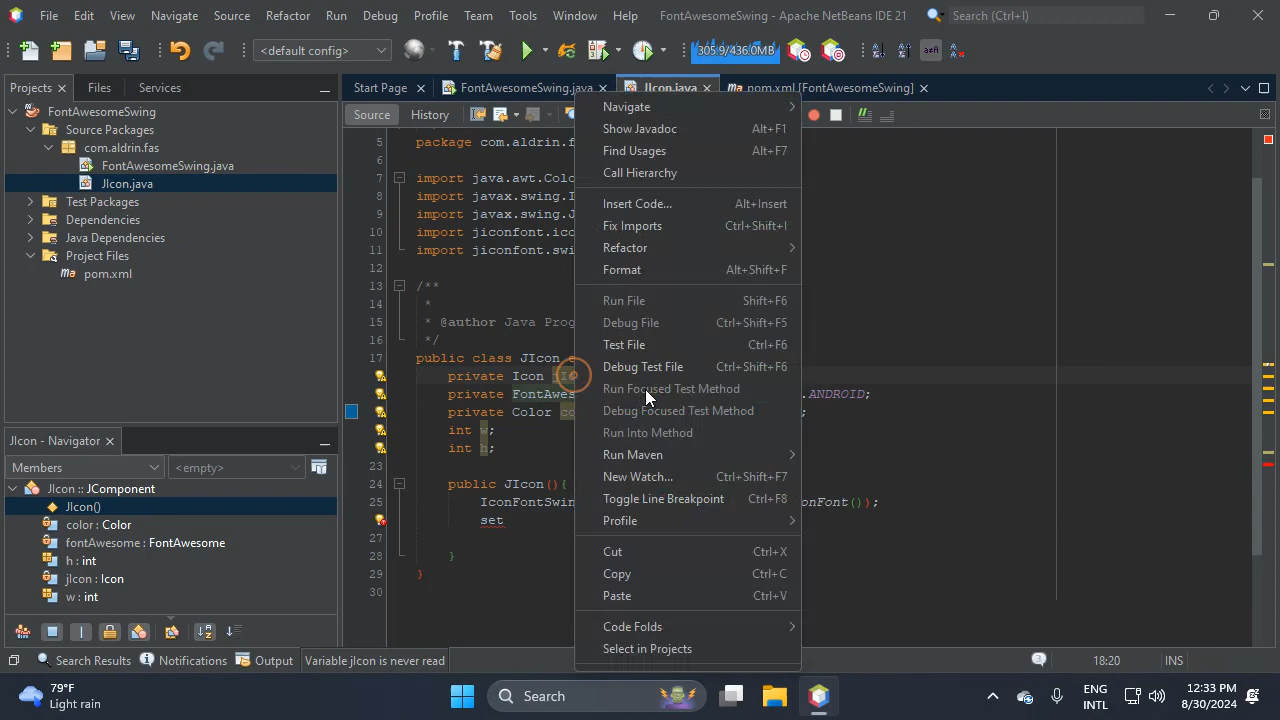 File Edit View Navigate Source Refactor Run Debug Profile Team Tools Window Help FontAwesomeSwing - Apache NetBeans IDE 21 Search (Ctrl+I)
<default config> 305.9/436.0MB
Projects Files Services
Start Page FontAwesomeSwing.java JIcon.java pom.xml [FontAwesomeSwing]
Source History
FontAwesomeSwing
Source Packages
com.aldrin.fas
FontAwesomeSwing.java
JIcon.java
Test Packages
Dependencies
Java Dependencies
Project Files
pom.xml
JIcon - Navigator
Members <empty>
JIcon :: JComponent
JIcon()
color : Color
fontAwesome : FontAwesome
h : int
jIcon : Icon
w : int
5 package com.aldrin.f
6
7 import java.awt.Colo
8 import javax.swing.I
9 import javax.swing.J
10 import jiconfont.ico
11 import jiconfont.swi
12
13 /**
14 *
15 * @author Java Prog
16 */
17 public class JIcon e
private Icon jIc
private FontAwes .ANDROID;
private Color co ;
int w;
int h;
23
24 public JIcon(){
25 IconFontSwin onFont());
set
27
28 }
29 }
30
Navigate
Show Javadoc Alt+F1
Find Usages Alt+F7
Call Hierarchy
Insert Code... Alt+Insert
Fix Imports Ctrl+Shift+I
Refactor
Format Alt+Shift+F
Run File Shift+F6
Debug File Ctrl+Shift+F5
Test File Ctrl+F6
Debug Test File Ctrl+Shift+F6
Run Focused Test Method
Debug Focused Test Method
Run Into Method
Run Maven
New Watch... Ctrl+Shift+F7
Toggle Line Breakpoint Ctrl+F8
Profile
Cut Ctrl+X
Copy Ctrl+C
Paste Ctrl+V
Code Folds
Select in Projects
Search Results Notifications Output Variable jIcon is never read 18:20 INS
79°F
Light rain
Search
ENG
INTL
12:33 PM
8/30/2024